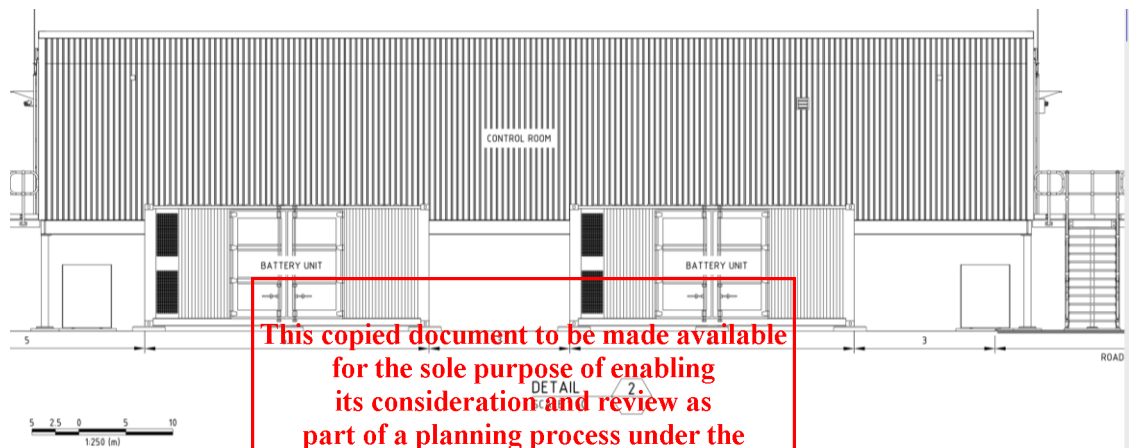 CONTROL ROOM
BATTERY UNIT
BATTERY UNIT
5
3
ROAD
This copied document to be made available
for the sole purpose of enabling
its consideration and review as
part of a planning process under the
DETAIL 2
5 2.5 0 5 10
1:250 (m)